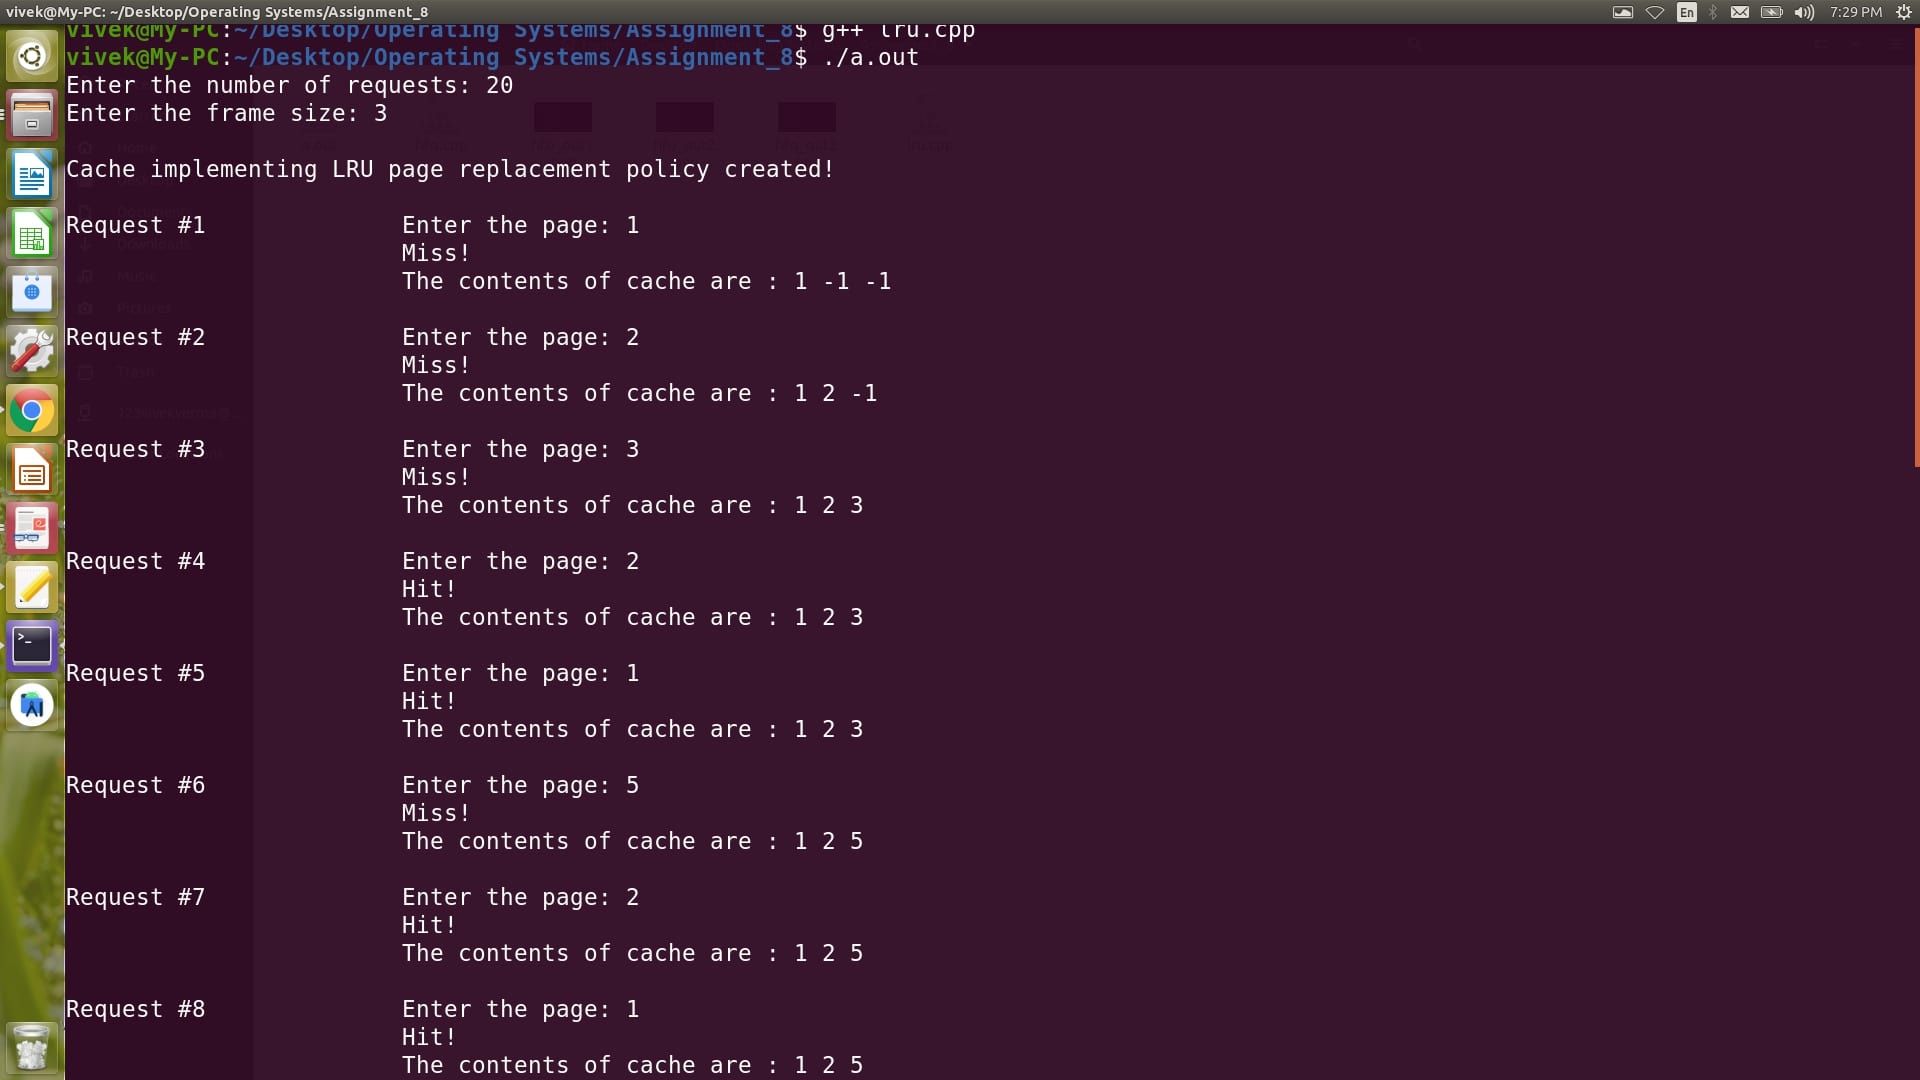 vivek@My-PC: ~/Desktop/Operating Systems/Assignment_8
En 7:29 PM
vivek@My-PC:~/Desktop/Operating Systems/Assignment_8$ g++ lru.cpp
vivek@My-PC:~/Desktop/Operating Systems/Assignment_8$ ./a.out
Enter the number of requests: 20
Enter the frame size: 3
Cache implementing LRU page replacement policy created!
Request #1 Enter the page: 1
Miss!
The contents of cache are : 1 -1 -1
Request #2 Enter the page: 2
Miss!
The contents of cache are : 1 2 -1
Request #3 Enter the page: 3
Miss!
The contents of cache are : 1 2 3
Request #4 Enter the page: 2
Hit!
The contents of cache are : 1 2 3
Request #5 Enter the page: 1
Hit!
The contents of cache are : 1 2 3
Request #6 Enter the page: 5
Miss!
The contents of cache are : 1 2 5
Request #7 Enter the page: 2
Hit!
The contents of cache are : 1 2 5
Request #8 Enter the page: 1
Hit!
The contents of cache are : 1 2 5
Home
Downloads
Music
Pictures
Trash
lru.cpp